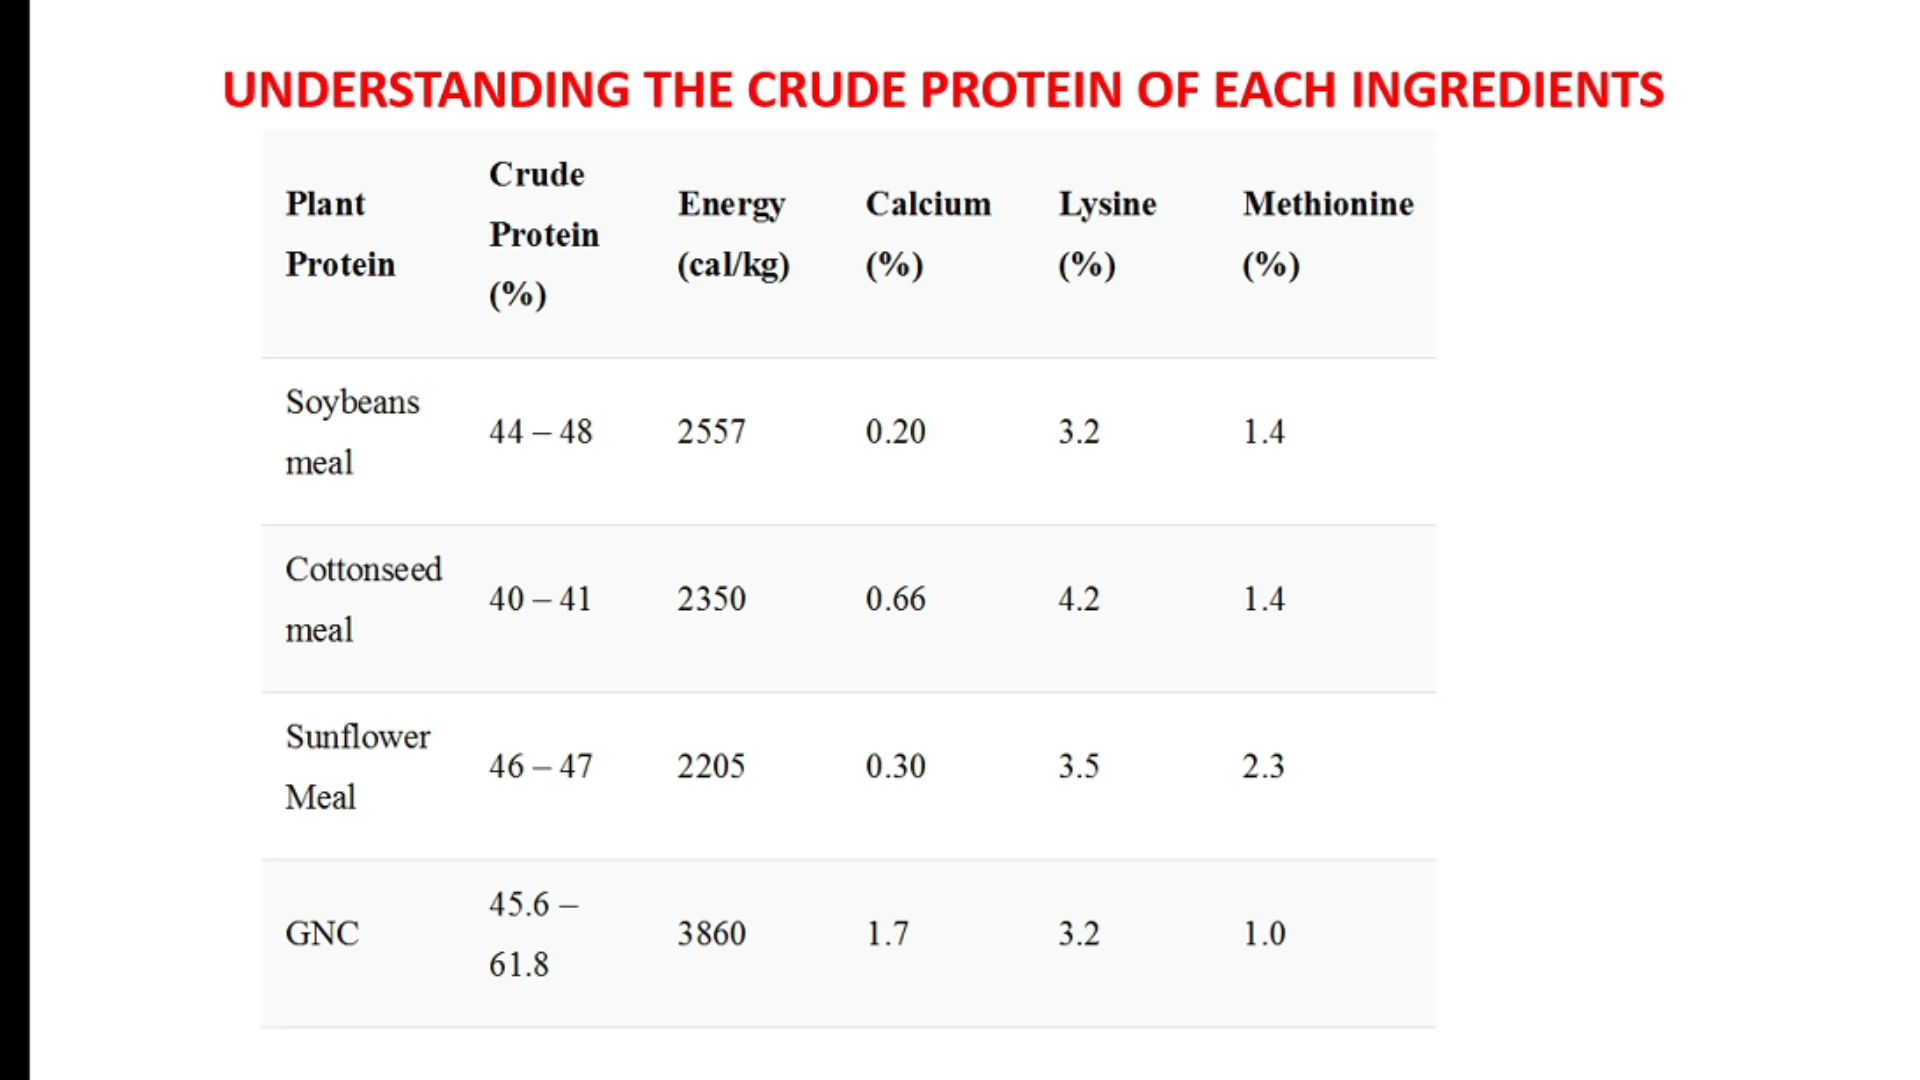 UNDERSTANDING THE CRUDE PROTEIN OF EACH INGREDIENTS
Plant Protein Crude Protein (%) Energy (cal/kg) Calcium (%) Lysine (%) Methionine (%)
Soybeans meal 44 – 48 2557 0.20 3.2 1.4
Cottonseed meal 40 – 41 2350 0.66 4.2 1.4
Sunflower Meal 46 – 47 2205 0.30 3.5 2.3
GNC 45.6 – 61.8 3860 1.7 3.2 1.0